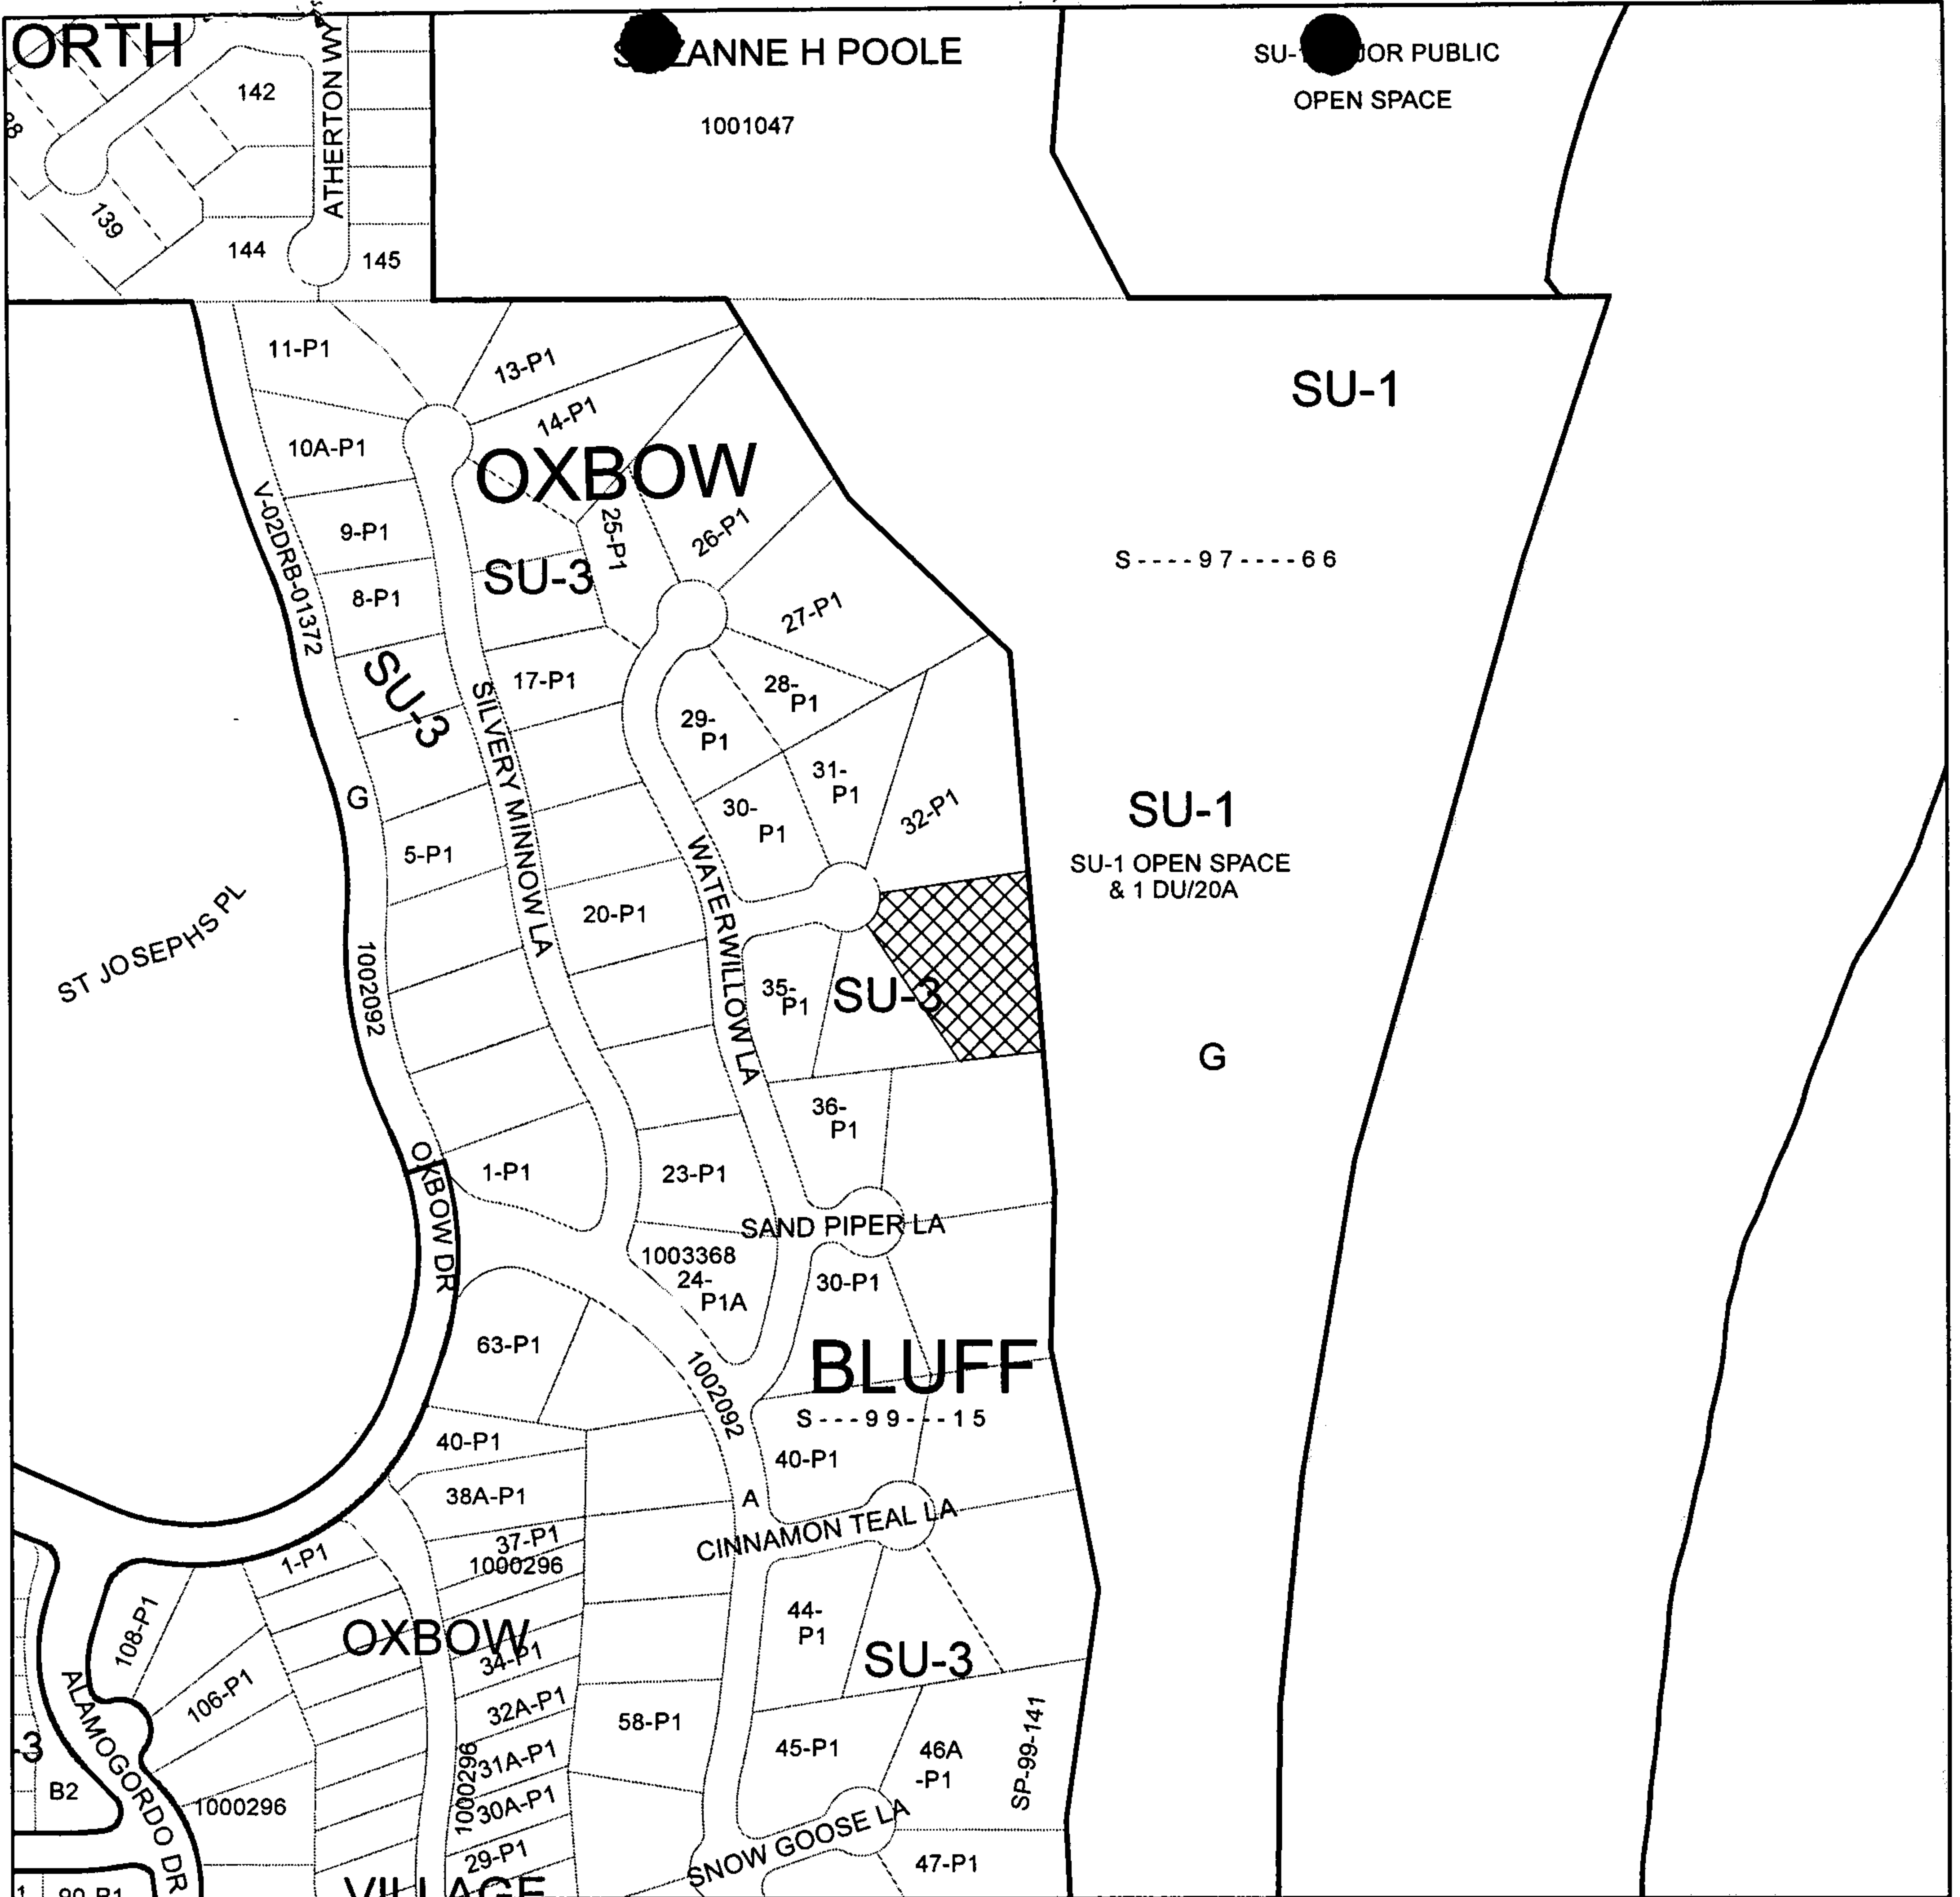 ORTH
142
ATHERTON WY
ANNE H POOLE
1001047
SU-
JOR PUBLIC
OPEN SPACE
139
144
145
11-P1
13-P1
14-P1
SU-1
10A-P1
OXBOW
V-02DRB-01372
9-P1
25-P1
26-P1
S----97----66
SU-3
8-P1
27-P1
SU-3
17-P1
28-
P1
SILVERY MINNOW LA
29-
P1
31-
P1
G
30-
P1
32-P1
SU-1
5-P1
WATERWILLOW LA
SU-1 OPEN SPACE
& 1 DU/20A
20-P1
ST JOSEPHS PL
1002092
35-
P1
SU-3
G
36-
P1
OXBOW DR
1-P1
23-P1
SAND PIPER LA
1003368
24-
P1A
30-P1
63-P1
BLUFF
1002092
S---99---15
40-P1
40-P1
38A-P1
A
CINNAMON TEAL LA
37-P1
1000296
1-P1
108-P1
44-
P1
OXBOW
34-P1
SU-3
106-P1
ALAMOGORDO DR
32A-P1
58-P1
SP-99-141
-3
45-P1
46A
-P1
31A-P1
1000296
B2
1000296
30A-P1
SNOW GOOSE LA
29-P1
47-P1
VILLAGE
90-P1